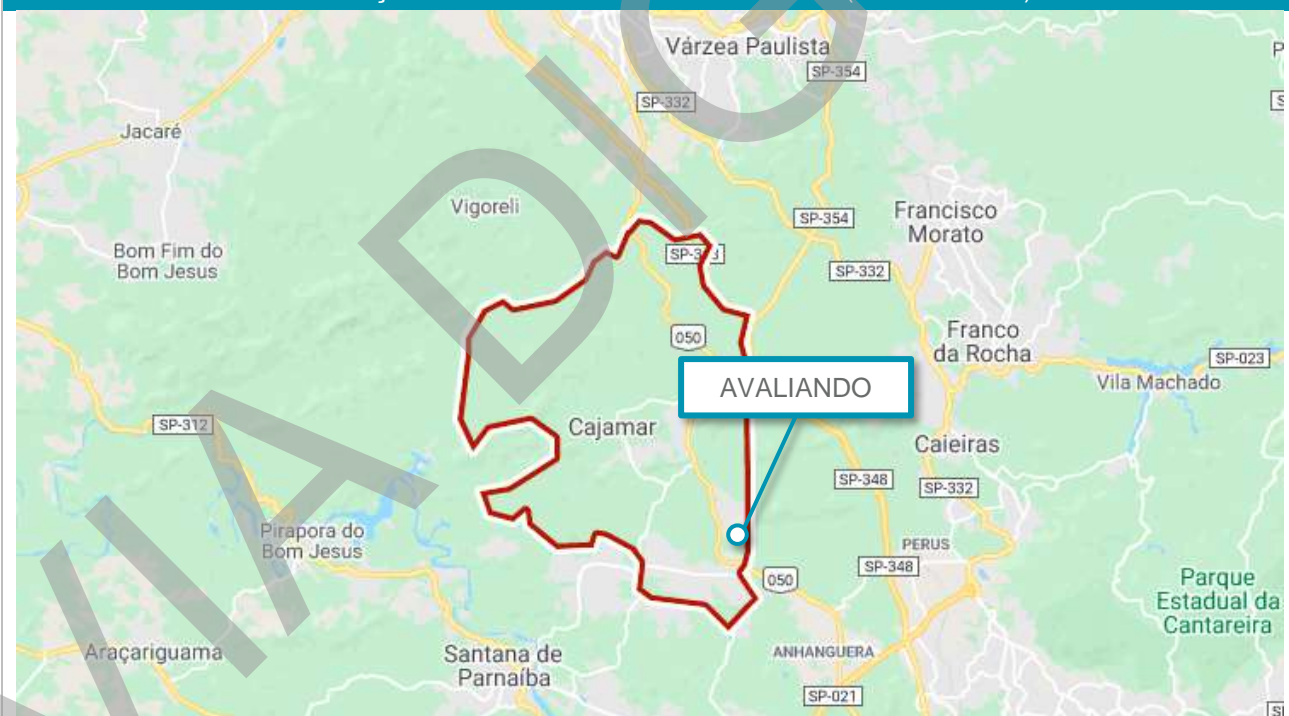 Várzea Paulista
SP-354
SP-332
Jacaré
Vigoreli
SP-354
Francisco
Morato
Bom Fim do
Bom Jesus
SP-332
050
Franco
da Rocha
SP-023
AVALIANDO
Vila Machado
SP-312
Cajamar
Caieiras
SP-348
SP-332
Pirapora do
Bom Jesus
PERUS
SP-348
050
Parque
Estadual da
Cantareira
Araçariguama
Santana de
Parnaíba
ANHANGUERA
SP-021
VIA DIG